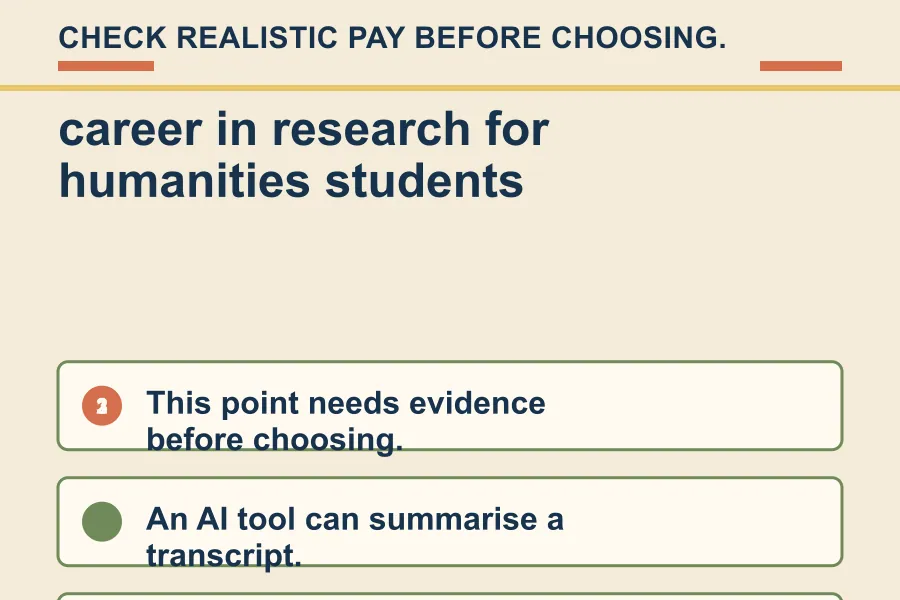 CHECK REALISTIC PAY BEFORE CHOOSING.
career in research for
humanities students
This point needs evidence
before choosing.
An AI tool can summarise a
transcript.